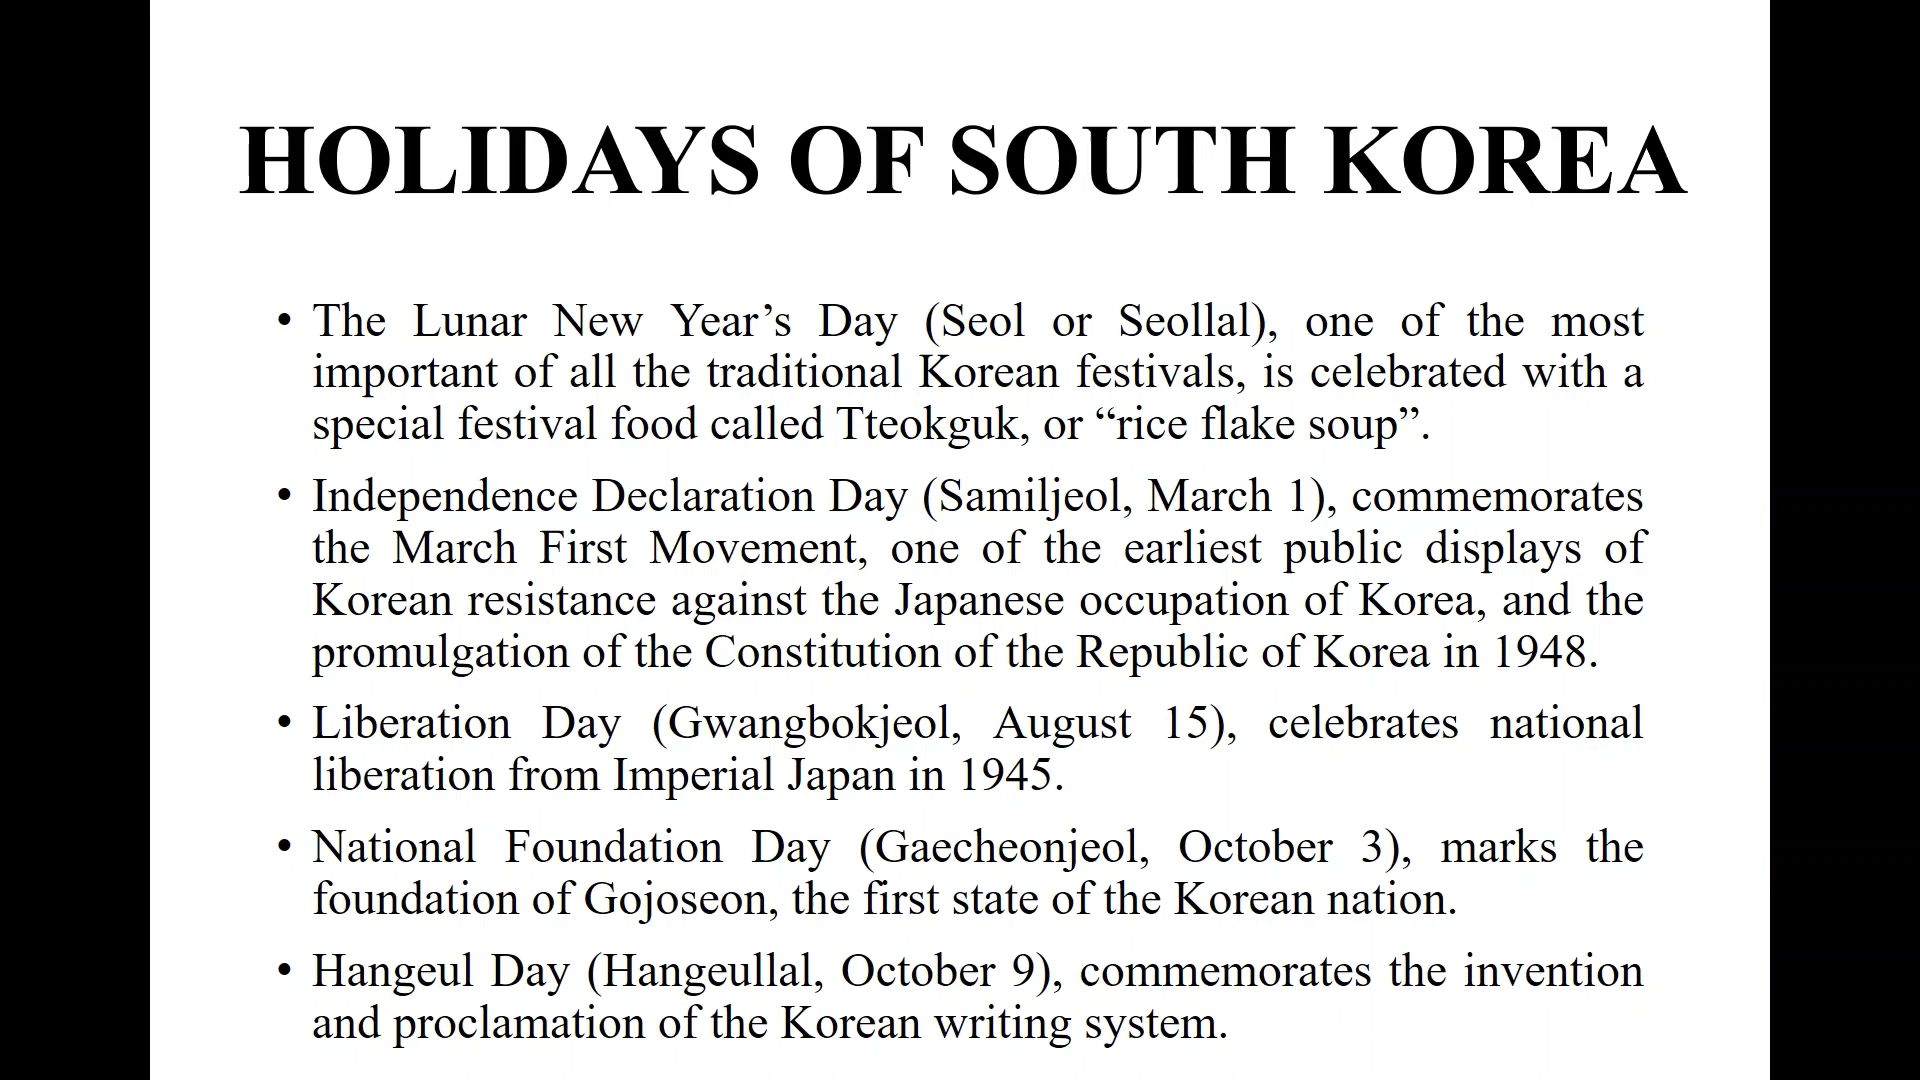 HOLIDAYS OF SOUTH KOREA
• The Lunar New Year’s Day (Seol or Seollal), one of the most
important of all the traditional Korean festivals, is celebrated with a
special festival food called Tteokguk, or “rice flake soup”.
• Independence Declaration Day (Samiljeol, March 1), commemorates
the March First Movement, one of the earliest public displays of
Korean resistance against the Japanese occupation of Korea, and the
promulgation of the Constitution of the Republic of Korea in 1948.
• Liberation Day (Gwangbokjeol, August 15), celebrates national
liberation from Imperial Japan in 1945.
• National Foundation Day (Gaecheonjeol, October 3), marks the
foundation of Gojoseon, the first state of the Korean nation.
• Hangeul Day (Hangeullal, October 9), commemorates the invention
and proclamation of the Korean writing system.